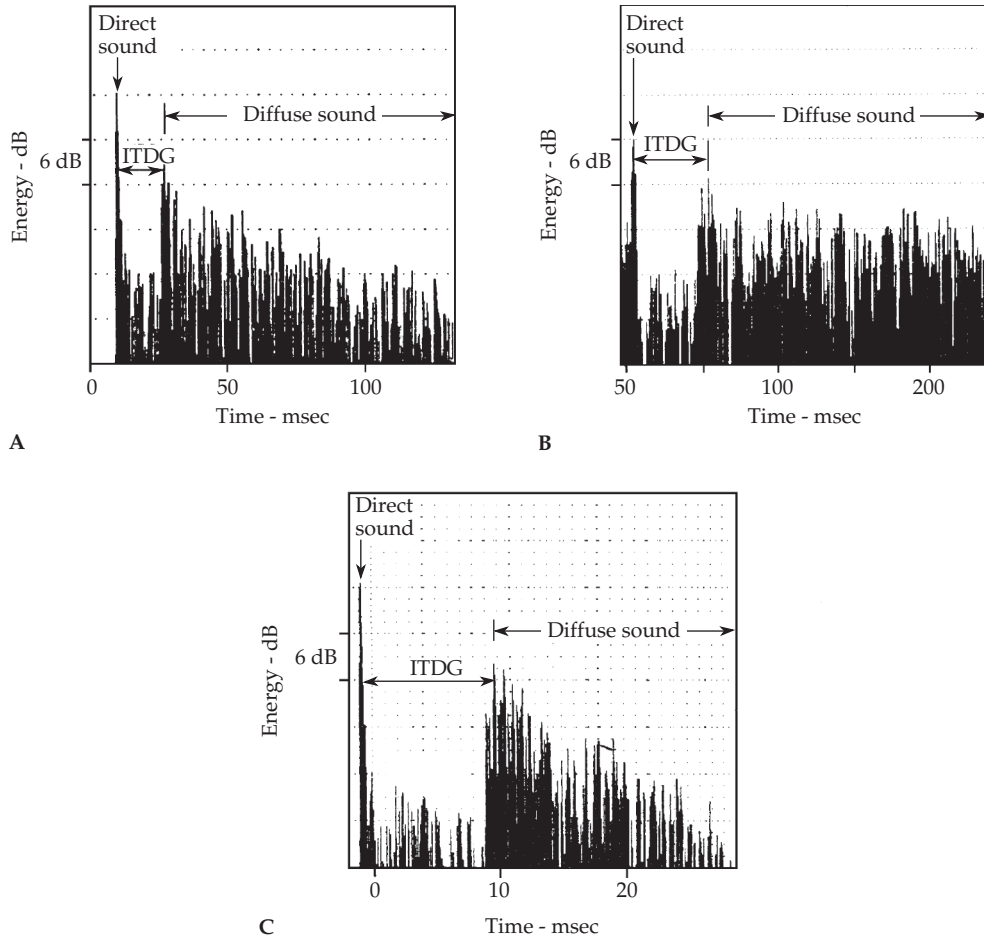 Direct
sound
Diffuse sound
ITDG
6 dB
Energy - dB
0 50 100
Time - msec
A
Direct
sound
Diffuse sound
ITDG
6 dB
Energy - dB
50 100 200
Time - msec
B
Direct
sound
Diffuse sound
6 dB
ITDG
Energy - dB
0 10 20
Time - msec
C